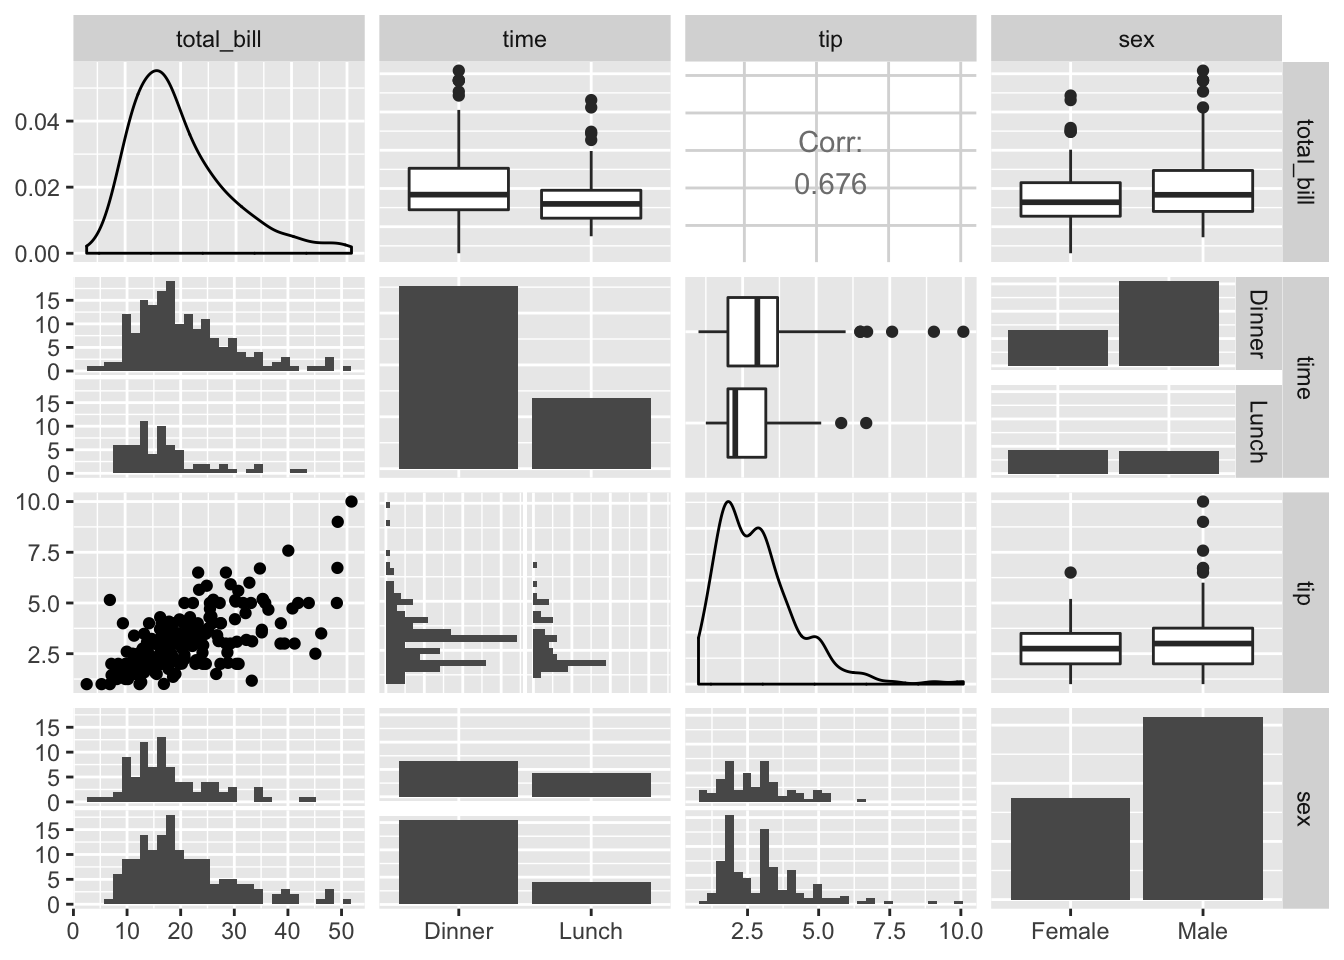 total_bill time tip sex
0.04
0.02
0.00
Corr:
0.676
total_bill
15
10
5
0
15
10
5
0
Dinner
Lunch
time
10.0
7.5
5.0
2.5
tip
15
10
5
0
15
10
5
0
sex
0 10 20 30 40 50 Dinner Lunch 2.5 5.0 7.5 10.0 Female Male